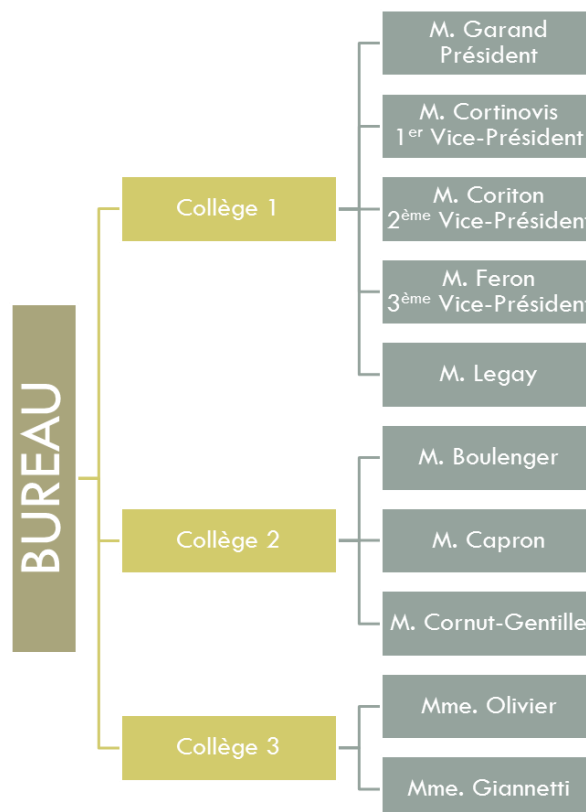 BUREAU
Collège 1
M. Garand
Président
M. Cortinovis
1er Vice-Président
M. Coriton
2ème Vice-Président
M. Feron
3ème Vice-Président
M. Legay
Collège 2
M. Boulenger
M. Capron
M. Cornut-Gentille
Collège 3
Mme. Olivier
Mme. Giannetti